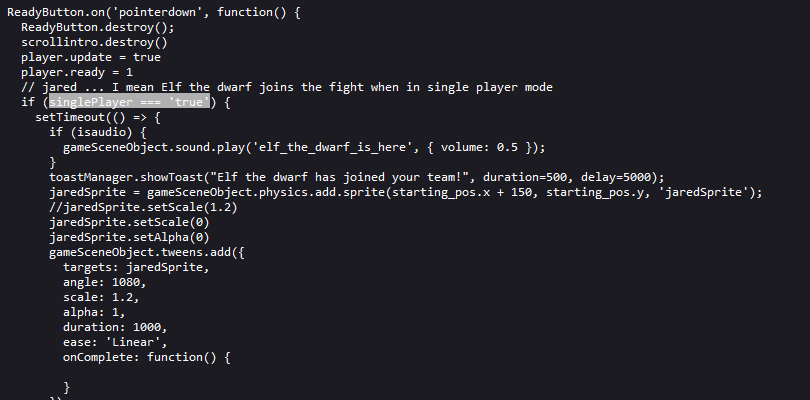 ReadyButton.on('pointerdown', function() {
  ReadyButton.destroy();
  scrollintro.destroy()
  player.update = true
  player.ready = 1
  // jared ... I mean Elf the dwarf joins the fight when in single player mode
  if (singlePlayer === 'true') {
    setTimeout(() => {
      if (isaudio) {
        gameSceneObject.sound.play('elf_the_dwarf_is_here', { volume: 0.5 });
      }
      toastManager.showToast("Elf the dwarf has joined your team!", duration=500, delay=5000);
      jaredSprite = gameSceneObject.physics.add.sprite(starting_pos.x + 150, starting_pos.y, 'jaredSprite');
      //jaredSprite.setScale(1.2)
      jaredSprite.setScale(0)
      jaredSprite.setAlpha(0)
      gameSceneObject.tweens.add({
        targets: jaredSprite,
        angle: 1080,
        scale: 1.2,
        alpha: 1,
        duration: 1000,
        ease: 'Linear',
        onComplete: function() {

        }